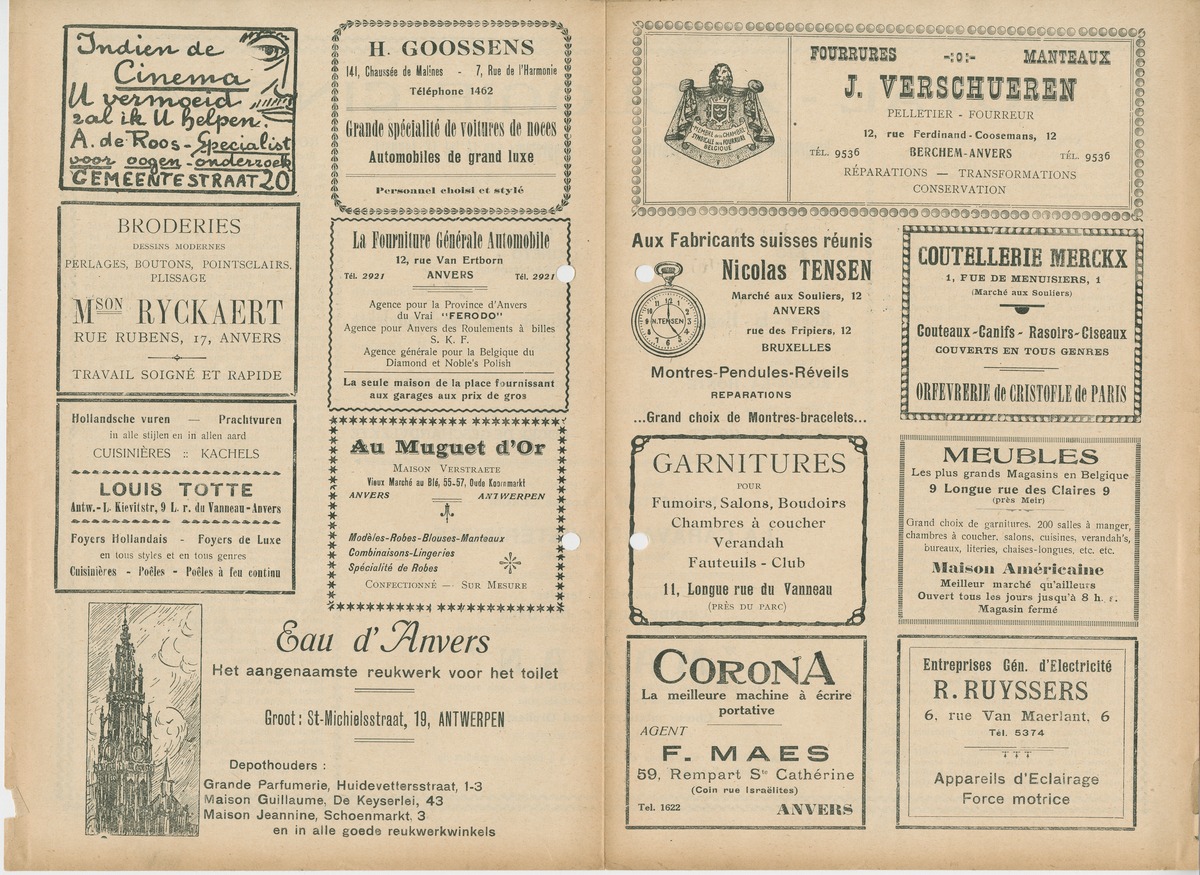 Indien de
Cinema
U vermoeid
zal ik U helpen.
A. de Roos - Specialist
voor oogen-onderzoek
GEMEENTESTRAAT 20
BRODERIES
DESSINS MODERNES
PERLAGES, BOUTONS, POINTSCLAIRS,
PLISSAGE
MSON RYCKAERT
RUE RUBENS, 17, ANVERS
TRAVAIL SOIGNÉ ET RAPIDE
Hollandsche vuren — Prachtvuren
in alle stijlen en in allen aard
CUISINIÈRES :: KACHELS
LOUIS TOTTE
Antw.-L. Kievitstr, 9 L. r. du Vanneau-Anvers
Foyers Hollandais - Foyers de Luxe
en tous styles et en tous genres
Cuisinières - Poêles - Poêles à feu continu
H. GOOSSENS
141, Chaussée de Malines - 7, Rue de l'Harmonie
Téléphone 1462
Grande spécialité de voitures de noces
Automobiles de grand luxe
Personnel choisi et stylé
La Fourniture Générale Automobile
12, rue Van Ertborn
Tél. 2921 ANVERS Tél. 2921
Agence pour la Province d'Anvers
du Vrai "FERODO"
Agence pour Anvers des Roulements à billes
S. K. F.
Agence générale pour la Belgique du
Diamond et Noble's Polish
La seule maison de la place fournissant
aux garages aux prix de gros
Au Muguet d'Or
MAISON VERSTRAETE
Vieux Marché au Blé, 55-57, Oude Koornmarkt
ANVERS ANTWERPEN
Modèles-Robes-Blouses-Manteaux
Combinaisons-Lingeries
Spécialité de Robes
CONFECTIONNÉ — SUR MESURE
Eau d'Anvers
Het aangenaamste reukwerk voor het toilet
Groot: St-Michielsstraat, 19, ANTWERPEN
Depothouders :
Grande Parfumerie, Huidevettersstraat, 1-3
Maison Guillaume, De Keyserlei, 43
Maison Jeannine, Schoenmarkt, 3
en in alle goede reukwerkwinkels
MEMBRE DE LA CHAMBRE
SYNDICALE DE LA FOURRURE
BELGIQUE
FOURRURES -:o:- MANTEAUX
J. VERSCHUEREN
PELLETIER - FOURREUR
12, rue Ferdinand-Coosemans, 12
TÉL. 9536 BERCHEM-ANVERS TÉL. 9536
RÉPARATIONS — TRANSFORMATIONS
CONSERVATION
Aux Fabricants suisses réunis
Nicolas TENSEN
N. TENSEN
Marché aux Souliers, 12
ANVERS
rue des Fripiers, 12
BRUXELLES
Montres-Pendules-Réveils
REPARATIONS
...Grand choix de Montres-bracelets...
COUTELLERIE MERCKX
1, FUE DE MENUISIERS, 1
(Marché aux Souliers)
Couteaux-Canifs - Rasoirs-Ciseaux
COUVERTS EN TOUS GENRES
ORFEVRERIE de CRISTOFLE de PARIS
GARNITURES
POUR
Fumoirs, Salons, Boudoirs
Chambres à coucher
Verandah
Fauteuils - Club
11, Longue rue du Vanneau
(PRÈS DU PARC)
MEUBLES
Les plus grands Magasins en Belgique
9 Longue rue des Claires 9
(près Meir)
Grand choix de garnitures. 200 salles à manger,
chambres à coucher, salons, cuisines, verandah's,
bureaux, literies, chaises-longues, etc. etc.
Maison Américaine
Meilleur marché qu'ailleurs
Ouvert tous les jours jusqu'à 8 h.
Magasin fermé
CORONA
La meilleure machine à écrire
portative
AGENT
F. MAES
59, Rempart Ste Cathérine
(Coin rue Israëlites)
Tel. 1622 ANVERS
Entreprises Gén. d'Electricité
R. RUYSSERS
6, rue Van Maerlant, 6
Tél. 5374
Appareils d'Eclairage
Force motrice